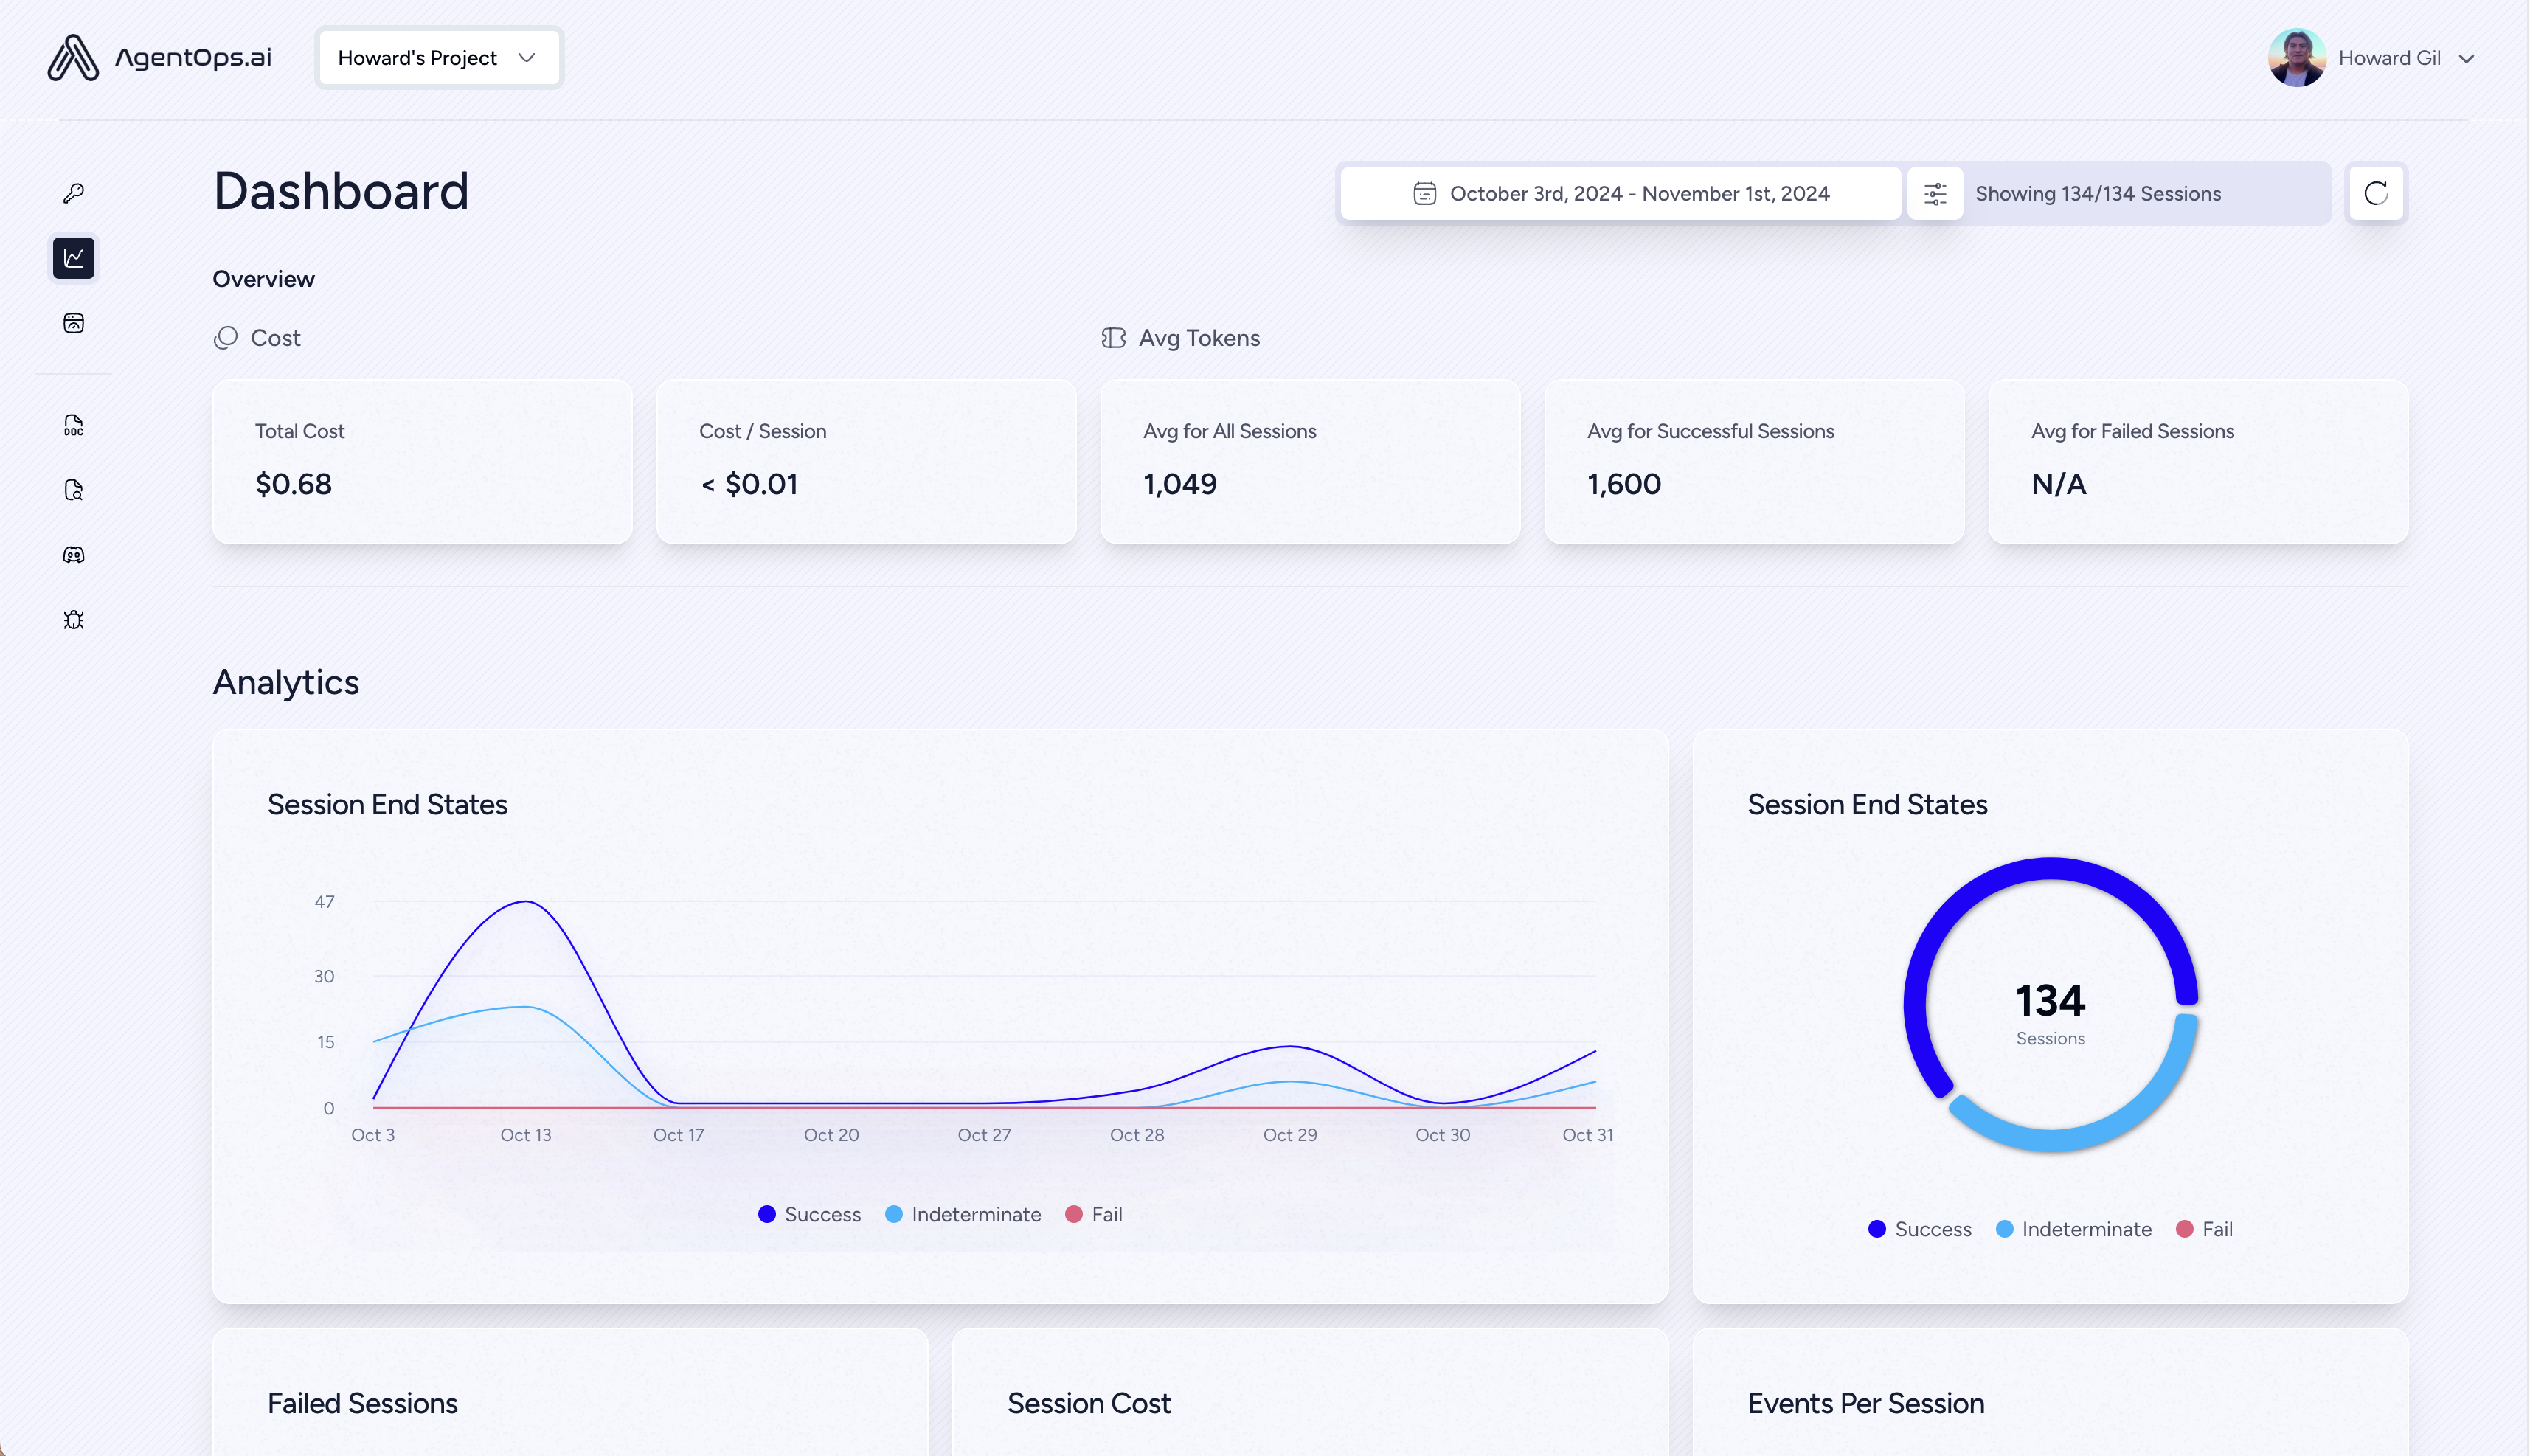 AgentOps.ai
Howard's Project
Howard Gil
Dashboard
October 3rd, 2024 - November 1st, 2024
Showing 134/134 Sessions
Overview
Cost
Avg Tokens
Total Cost
$0.68
Cost / Session
< $0.01
Avg for All Sessions
1,049
Avg for Successful Sessions
1,600
Avg for Failed Sessions
N/A
DOC
Analytics
Session End States
47
30
15
0
Oct 3
Oct 13
Oct 17
Oct 20
Oct 27
Oct 28
Oct 29
Oct 30
Oct 31
Success
Indeterminate
Fail
Session End States
134
Sessions
Success
Indeterminate
Fail
Failed Sessions
Session Cost
Events Per Session